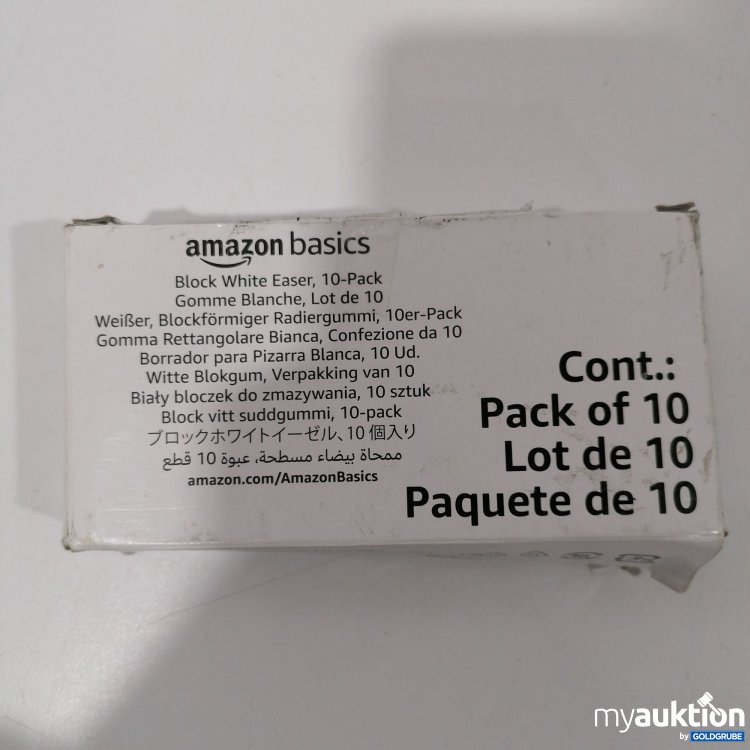 amazon basics
Block White Easer, 10-Pack
Gomme Blanche, Lot de 10
Weißer, Blockförmiger Radiergummi, 10er-Pack
Gomma Rettangolare Bianca, Confezione da 10
Borrador para Pizarra Blanca, 10 Ud.
Witte Blokgum, Verpakking van 10
Biały bloczek do zmazywania, 10 sztuk
Block vitt suddgummi, 10-pack
ブロックホワイトイーゼル、10個入り
ممحاة بيضاء مسطحة، عبوة 10 قطع
amazon.com/AmazonBasics
Cont.:
Pack of 10
Lot de 10
Paquete de 10
myauktion
by GOLDGRUBE